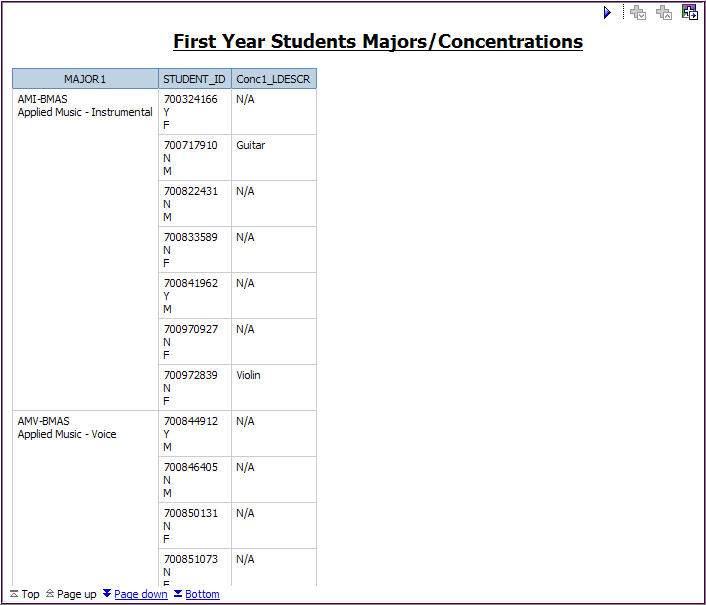 First Year Students Majors/Concentrations
MAJOR1 STUDENT_ID Conc1_LDESCR
AMI-BMAS 700324166 N/A
Applied Music - Instrumental Y
F
700717910 Guitar
N
M
700822431 N/A
N
M
700833589 N/A
N
F
700841962 N/A
Y
M
700970927 N/A
N
F
700972839 Violin
N
F
AMV-BMAS 700844912 N/A
Applied Music - Voice Y
M
700846405 N/A
N
M
700850131 N/A
N
F
700851073 N/A
N
F
Top Page up Page down Bottom